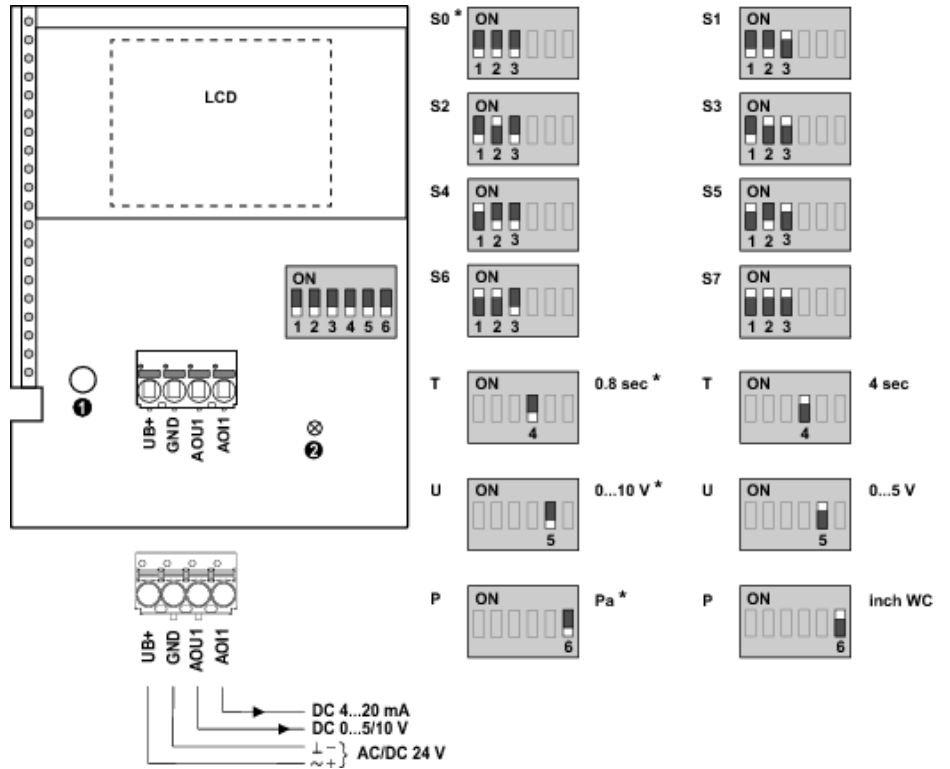 LCD
ON
1 2 3 4 5 6
❶
UB+
GND
AOU1
AOI1
❷
UB+
GND
AOU1
AOI1
DC 4...20 mA
DC 0...5/10 V
⊥ -
~ + } AC/DC 24 V
S0 *
ON
1 2 3
S1
ON
1 2 3
S2
ON
1 2 3
S3
ON
1 2 3
S4
ON
1 2 3
S5
ON
1 2 3
S6
ON
1 2 3
S7
ON
1 2 3
T
ON
4
0.8 sec *
T
ON
4
4 sec
U
ON
5
0...10 V *
U
ON
5
0...5 V
P
ON
6
Pa *
P
ON
6
inch WC